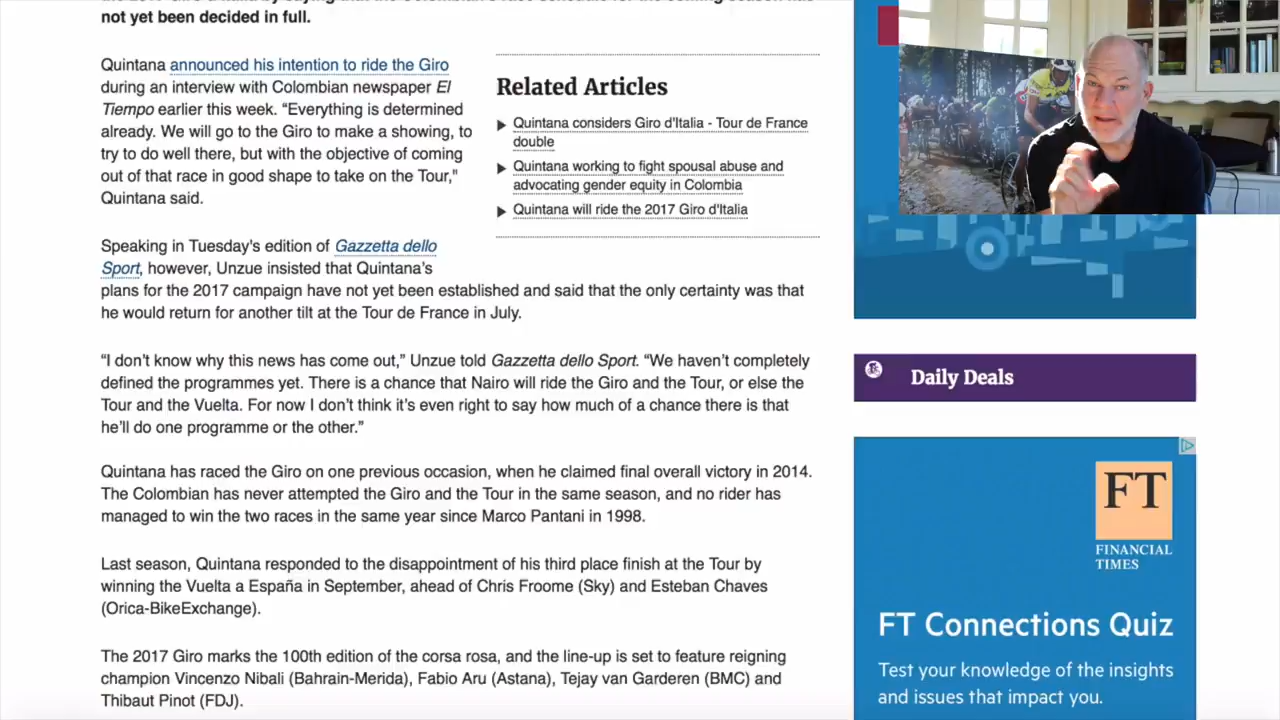 not yet been decided in full.
Quintana announced his intention to ride the Giro
during an interview with Colombian newspaper El
Tiempo earlier this week. “Everything is determined
already. We will go to the Giro to make a showing, to
try to do well there, but with the objective of coming
out of that race in good shape to take on the Tour,"
Quintana said.
Related Articles
Quintana considers Giro d'Italia - Tour de France
double
Quintana working to fight spousal abuse and
advocating gender equity in Colombia
Quintana will ride the 2017 Giro d'Italia
Speaking in Tuesday's edition of Gazzetta dello
Sport, however, Unzue insisted that Quintana's
plans for the 2017 campaign have not yet been established and said that the only certainty was that
he would return for another tilt at the Tour de France in July.
“I don't know why this news has come out,” Unzue told Gazzetta dello Sport. “We haven't completely
defined the programmes yet. There is a chance that Nairo will ride the Giro and the Tour, or else the
Tour and the Vuelta. For now I don't think it's even right to say how much of a chance there is that
he'll do one programme or the other.”
Quintana has raced the Giro on one previous occasion, when he claimed final overall victory in 2014.
The Colombian has never attempted the Giro and the Tour in the same season, and no rider has
managed to win the two races in the same year since Marco Pantani in 1998.
Last season, Quintana responded to the disappointment of his third place finish at the Tour by
winning the Vuelta a España in September, ahead of Chris Froome (Sky) and Esteban Chaves
(Orica-BikeExchange).
The 2017 Giro marks the 100th edition of the corsa rosa, and the line-up is set to feature reigning
champion Vincenzo Nibali (Bahrain-Merida), Fabio Aru (Astana), Tejay van Garderen (BMC) and
Thibaut Pinot (FDJ).
Daily Deals
FT
FINANCIAL
TIMES
FT Connections Quiz
Test your knowledge of the insights
and issues that impact you.